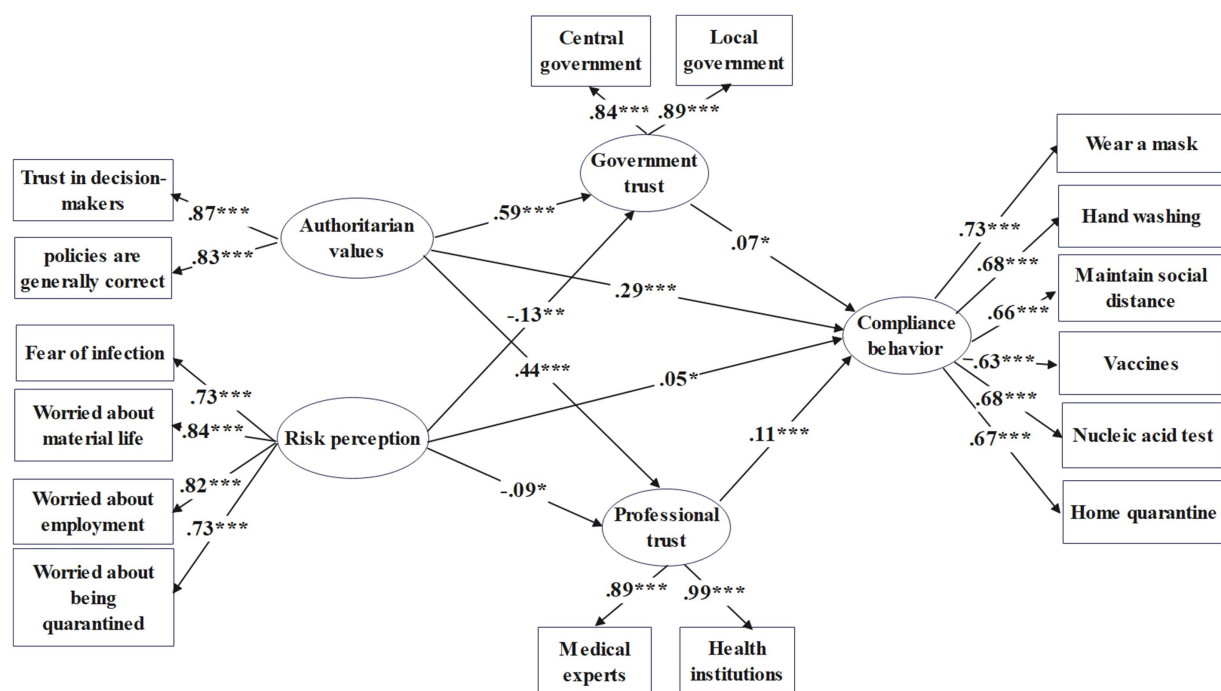 Central
government
Local
government
.84***
.89***
Government
trust
Wear a mask
Trust in decision-
makers
.87***
.59***
Authoritarian
values
.07*
.73***
Hand washing
policies are
generally correct
.83***
.68***
.29***
Maintain social
distance
-.13**
.66***
Compliance
behavior
Fear of infection
.44***
.05*
.63***
Vaccines
.73***
.68***
Worried about
material life
.84***
Risk perception
.11***
.67***
Nucleic acid test
.82***
-.09*
Worried about
employment
.73***
Professional
trust
Home quarantine
Worried about
being
quarantined
.89***
.99***
Medical
experts
Health
institutions